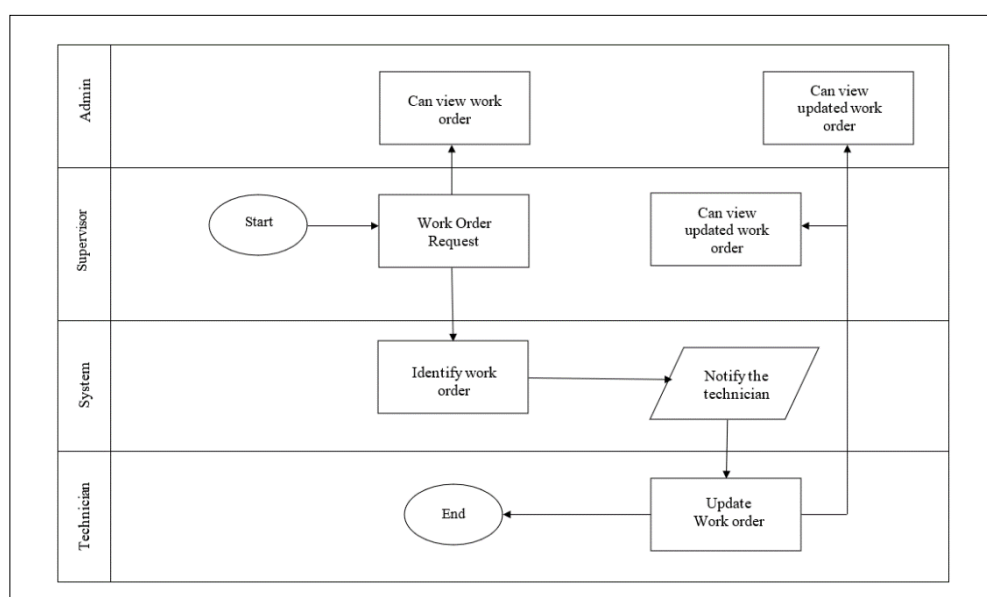 Admin
Can view work
order
Can view
updated work
order
Supervisor
Start
Work Order
Request
Can view
updated work
order
System
Identify work
order
Notify the
technician
Technician
End
Update
Work order